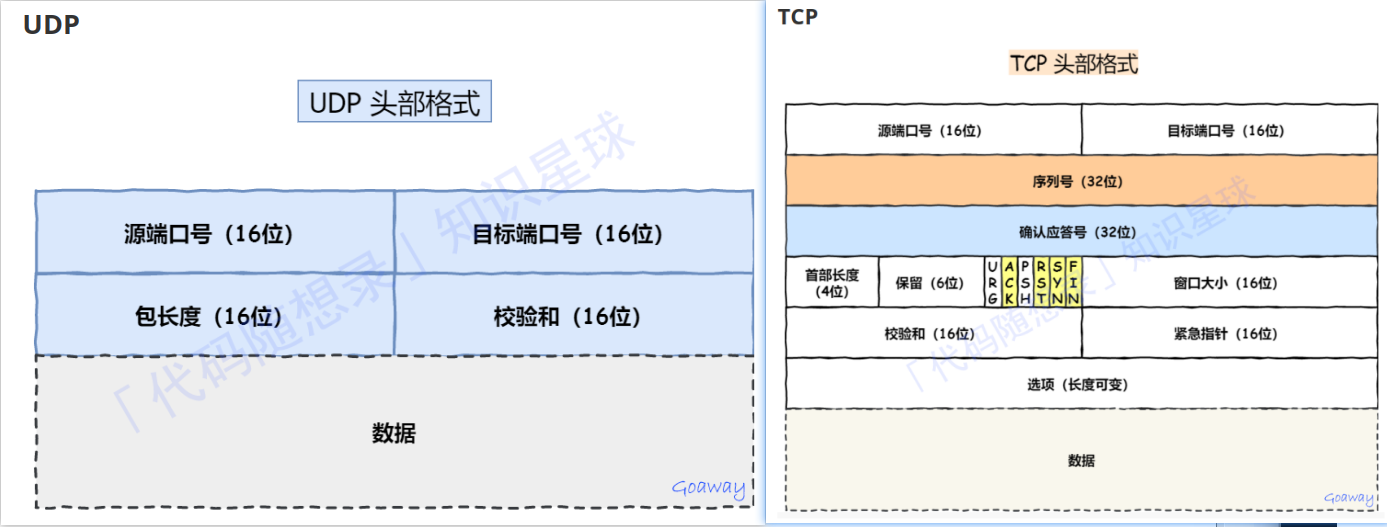 UDP
UDP 头部格式
源端口号（16位）
目标端口号（16位）
包长度（16位）
校验和（16位）
数据
「代码随想录」知识星球
Goaway
TCP
TCP 头部格式
源端口号（16位）
目标端口号（16位）
序列号（32位）
确认应答号（32位）
首部长度
（4位）
保留（6位）
URG
ACK
PSH
RST
SYN
FIN
窗口大小（16位）
校验和（16位）
紧急指针（16位）
选项（长度可变）
数据
「代码随想录」知识星球
Goaway